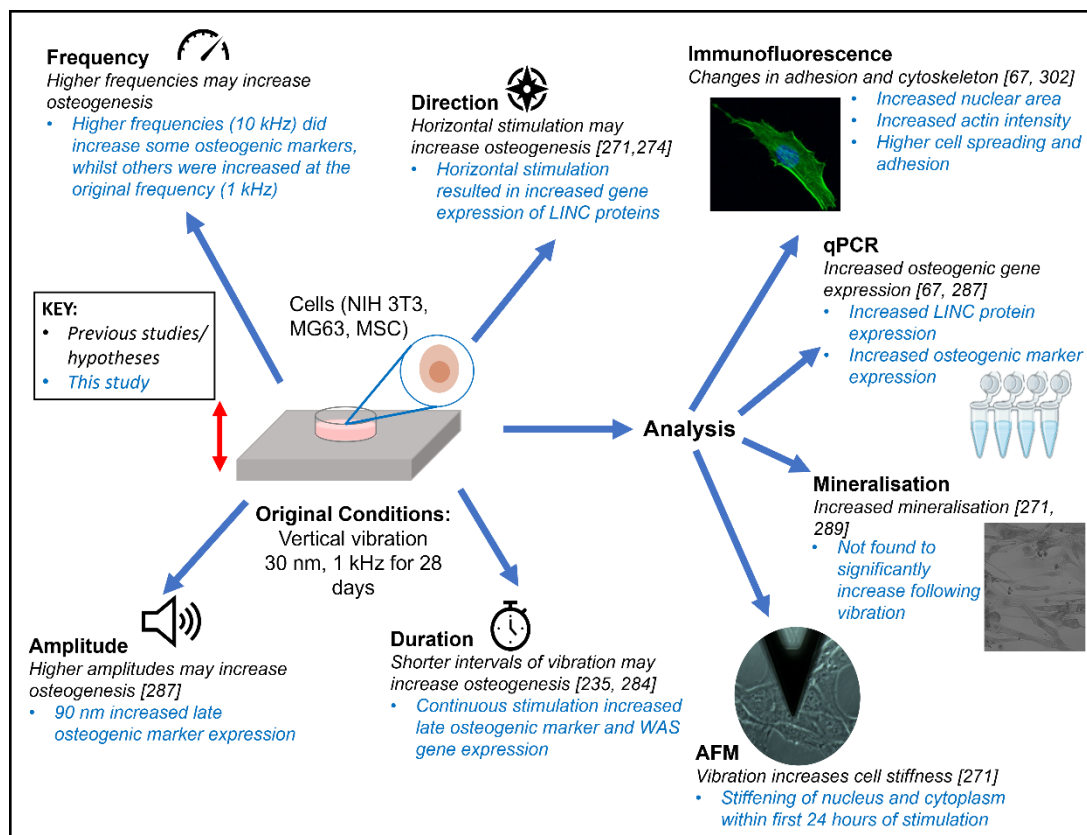 Frequency
Higher frequencies may increase
osteogenesis
• Higher frequencies (10 kHz) did
increase some osteogenic markers,
whilst others were increased at the
original frequency (1 kHz)
Direction
Horizontal stimulation may
increase osteogenesis [271,274]
• Horizontal stimulation
resulted in increased gene
expression of LINC proteins
Immunofluorescence
Changes in adhesion and cytoskeleton [67, 302]
• Increased nuclear area
• Increased actin intensity
• Higher cell spreading and
adhesion
qPCR
Increased osteogenic gene
expression [67, 287]
• Increased LINC protein
expression
• Increased osteogenic marker
expression
KEY:
• Previous studies/
hypotheses
• This study
Cells (NIH 3T3,
MG63, MSC)
Analysis
Original Conditions:
Vertical vibration
30 nm, 1 kHz for 28
days
Mineralisation
Increased mineralisation [271,
289]
• Not found to
significantly
increase following
vibration
Amplitude
Higher amplitudes may increase
osteogenesis [287]
• 90 nm increased late
osteogenic marker expression
Duration
Shorter intervals of vibration may
increase osteogenesis [235, 284]
• Continuous stimulation increased
late osteogenic marker and WAS
gene expression
AFM
Vibration increases cell stiffness [271]
• Stiffening of nucleus and cytoplasm
within first 24 hours of stimulation